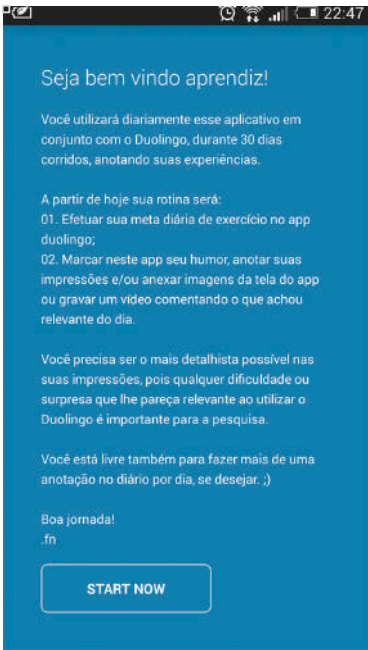 22:47
Seja bem vindo aprendiz!
Você utilizará diariamente esse aplicativo em
conjunto com o Duolingo, durante 30 dias
corridos, anotando suas experiências.
A partir de hoje sua rotina será:
01. Efetuar sua meta diária de exercício no app
duolingo;
02. Marcar neste app seu humor, anotar suas
impressões e/ou anexar imagens da tela do app
ou gravar um vídeo comentando o que achou
relevante do dia.
Você precisa ser o mais detalhista possível nas
suas impressões, pois qualquer dificuldade ou
surpresa que lhe pareça relevante ao utilizar o
Duolingo é importante para a pesquisa.
Você está livre também para fazer mais de uma
anotação no diário por dia, se desejar. ;)
Boa jornada!
.fn
START NOW